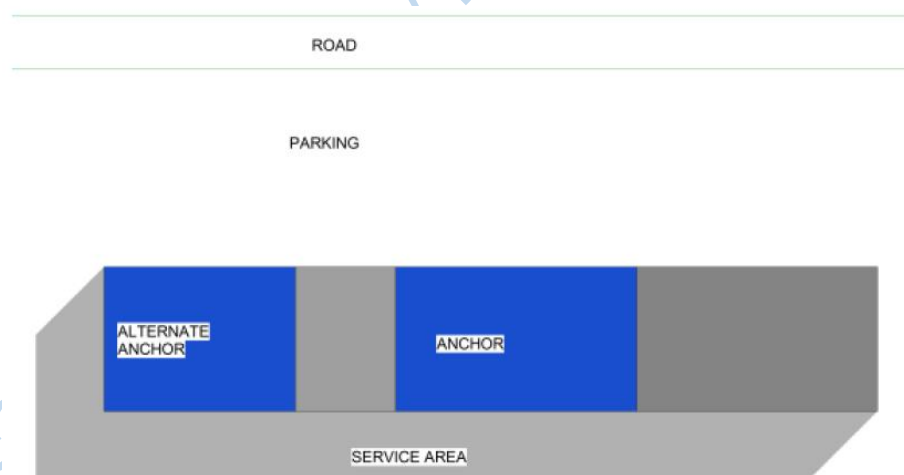 ROAD
PARKING
ALTERNATE
ANCHOR
ANCHOR
SERVICE AREA